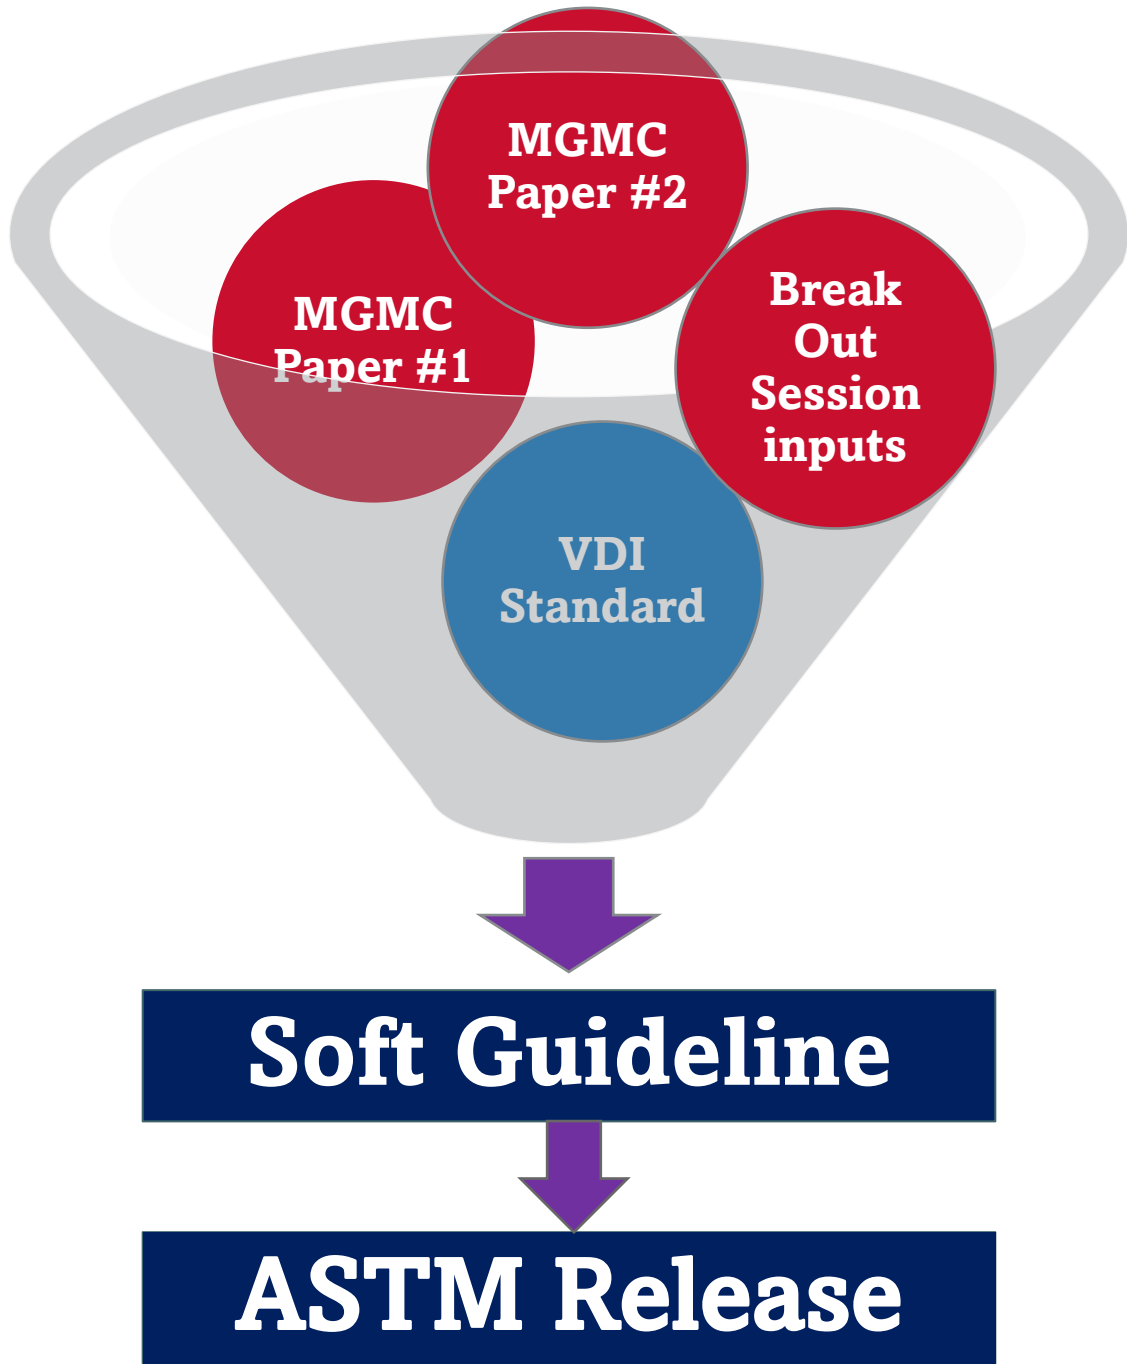 MGMC
Paper #2
MGMC
Paper #1
Break
Out
Session
inputs
VDI
Standard
Soft Guideline
ASTM Release